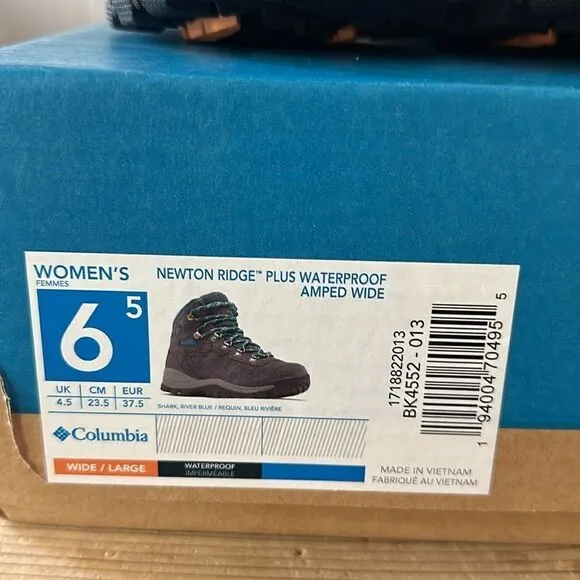 WOMEN'S
FEMMES
6 5
UK CM EUR
4.5 23.5 37.5
NEWTON RIDGE™ PLUS WATERPROOF
AMPED WIDE
SHARK, RIVER BLUE / REQUIN, BLEU RIVIÈRE
Columbia
WIDE / LARGE
WATERPROOF
IMPERMÉABLE
1718822013
BK4552 - 013
1 94004 70495 5
MADE IN VIETNAM
FABRIQUÉ AU VIETNAM